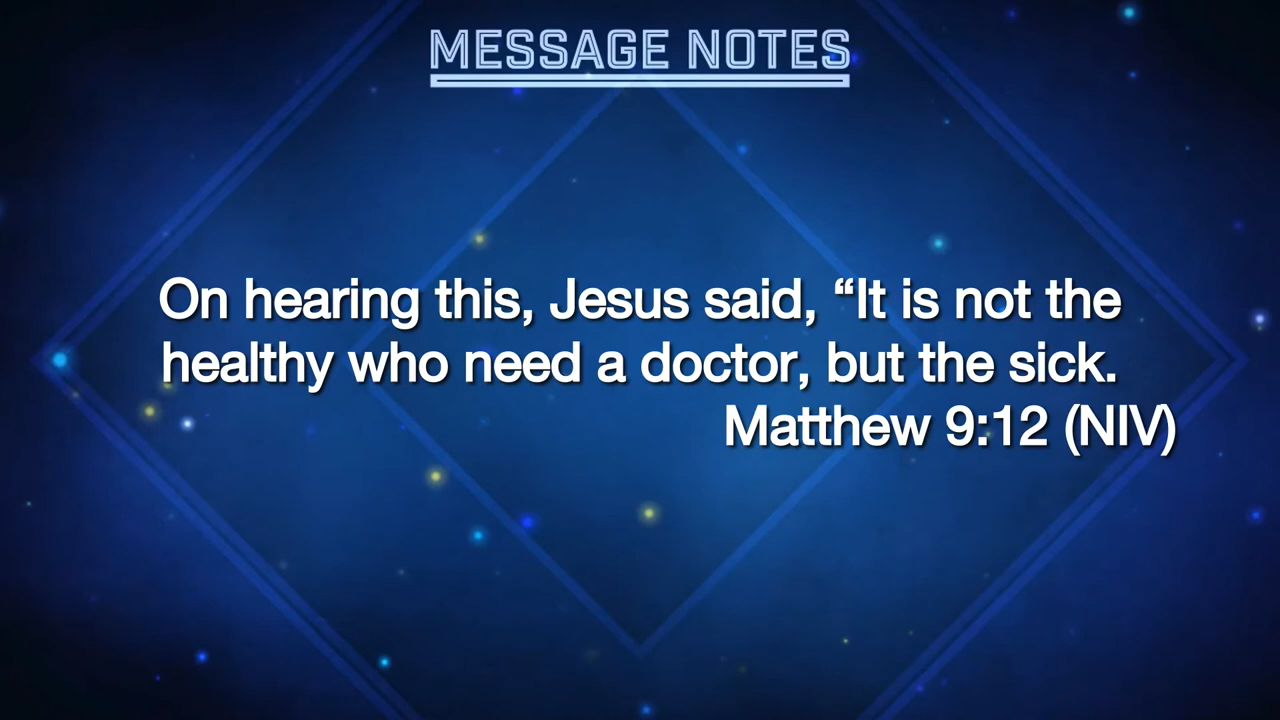 MESSAGE NOTES
On hearing this, Jesus said, “It is not the
healthy who need a doctor, but the sick.
Matthew 9:12 (NIV)